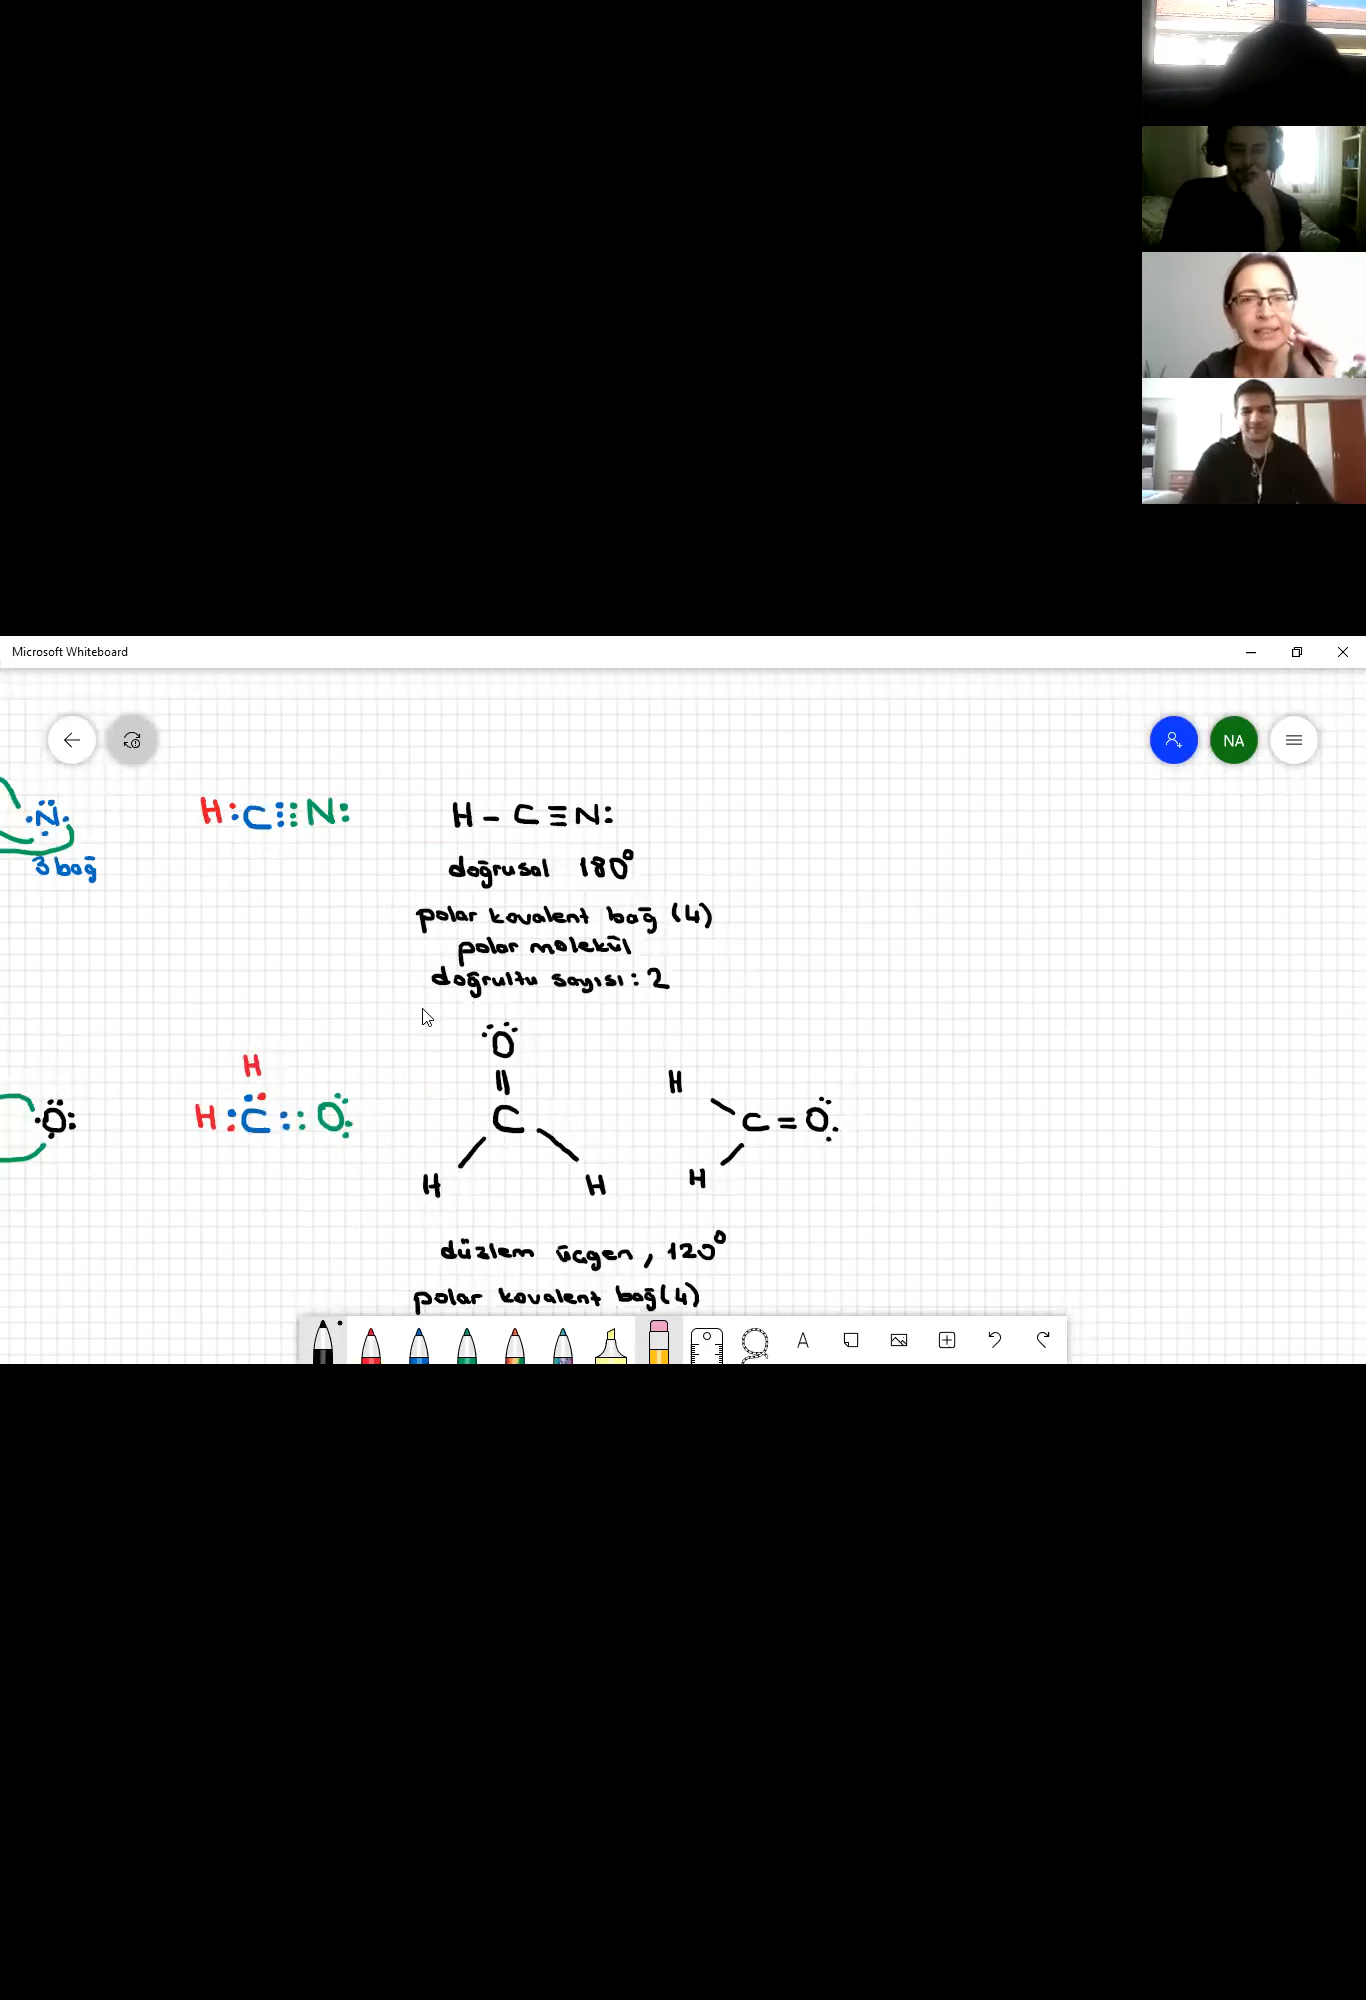 Microsoft Whiteboard
NA
N
3 bağ
H : C ⫶⫶ N :
H – C ≡ N :
doğrusal 180°
polar kovalent bağ (4)
polar molekül
doğrultu sayısı : 2
O
H
H : C : : O
O
C
H H
H
C = O
H
düzlem üçgen, 120°
polar kovalent bağ (4)
A